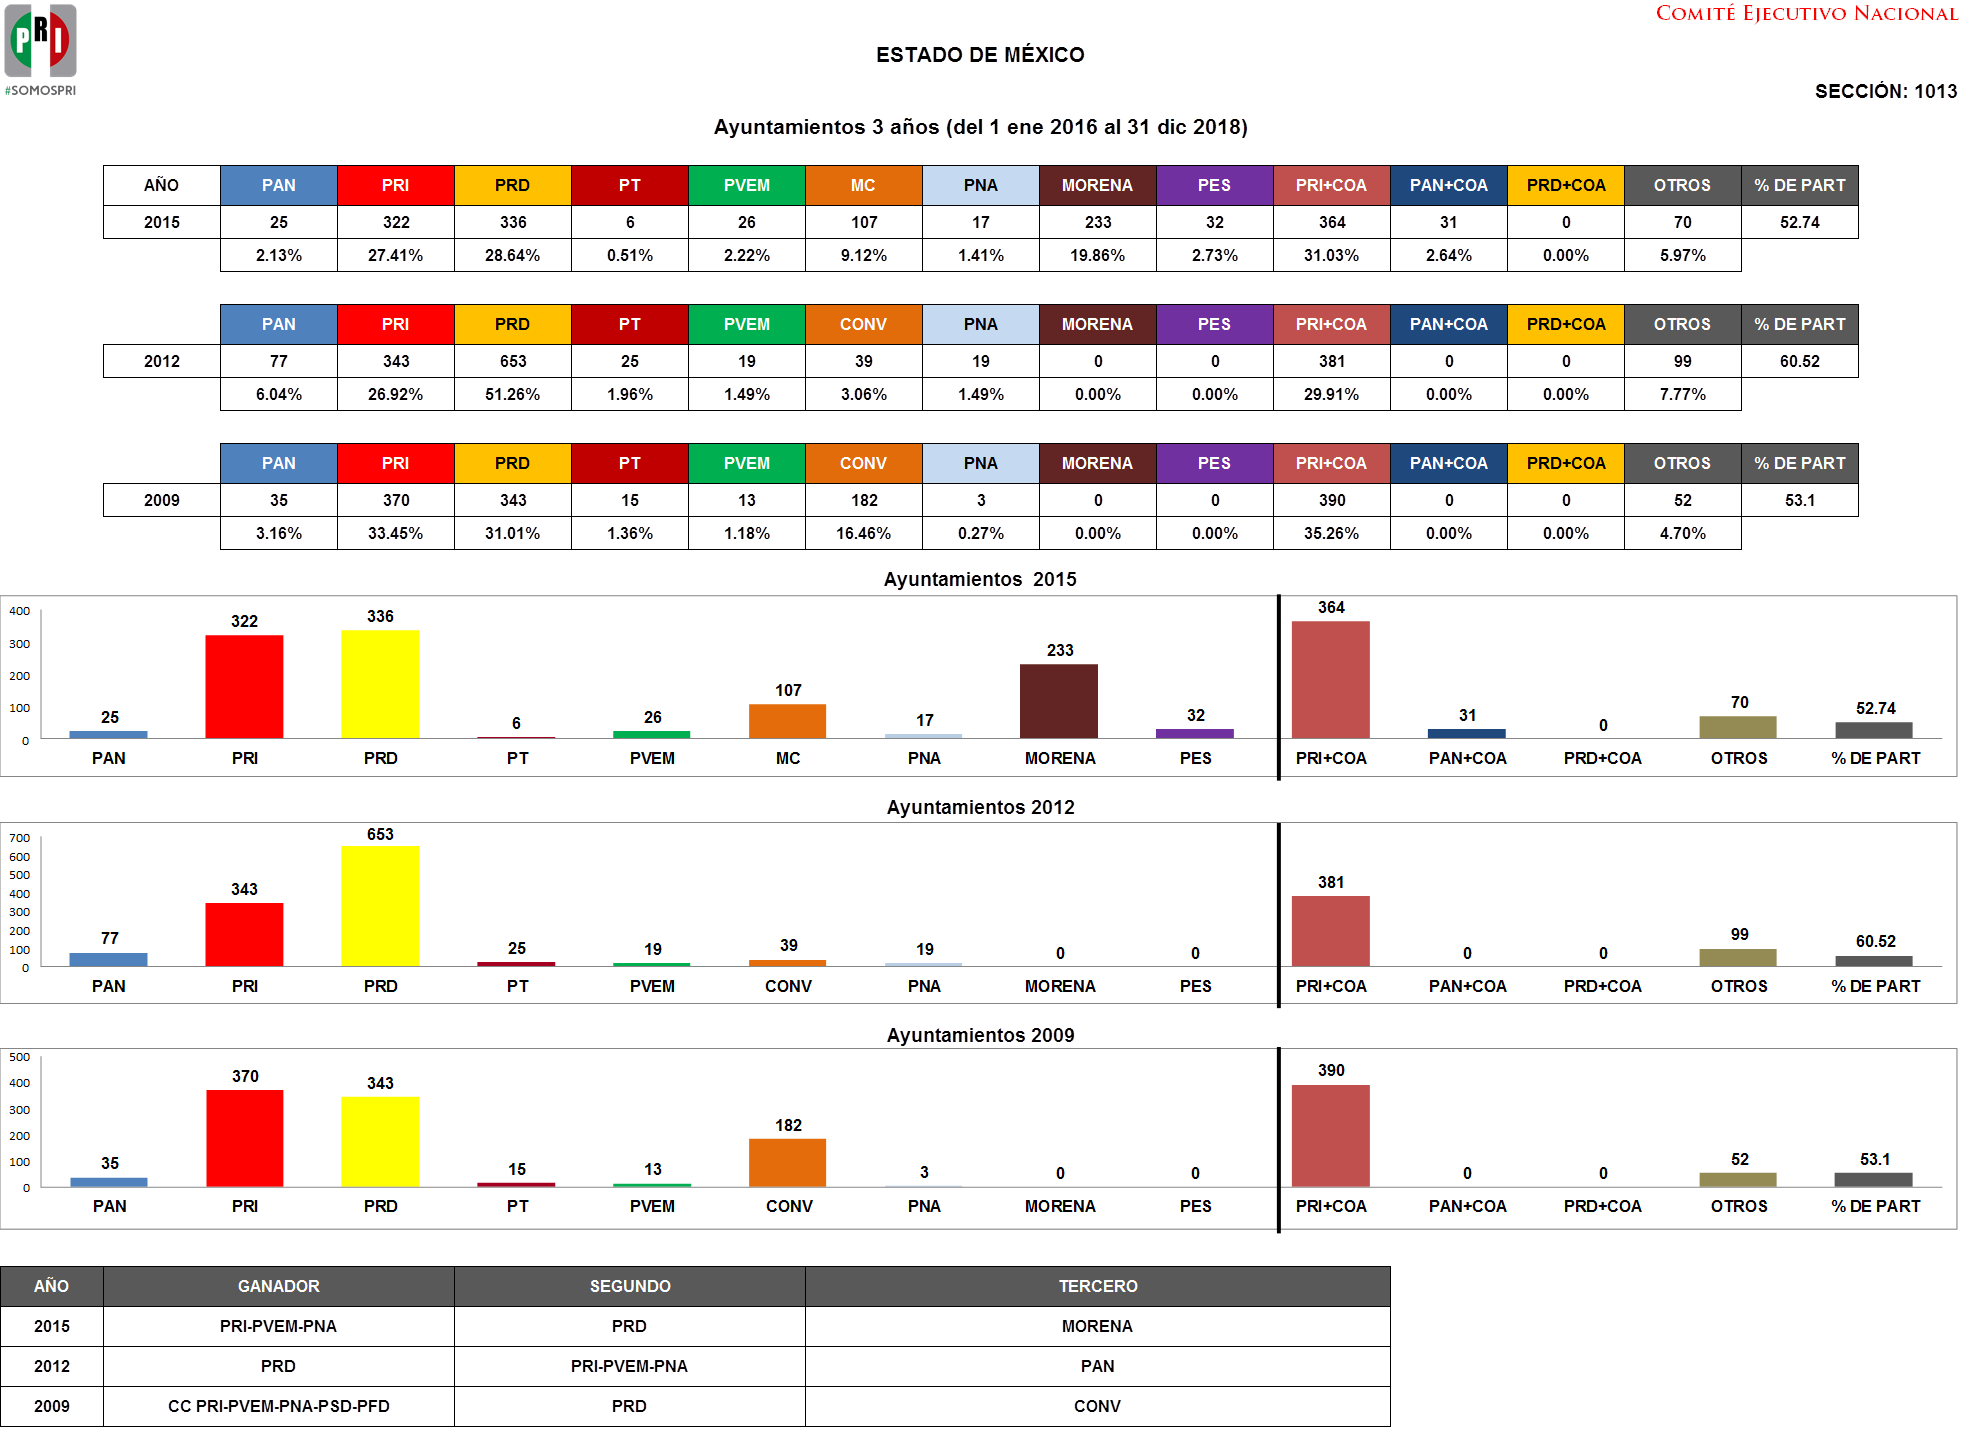 PRI
#SOMOSPRI
COMITÉ EJECUTIVO NACIONAL
ESTADO DE MÉXICO
SECCIÓN: 1013
Ayuntamientos 3 años (del 1 ene 2016 al 31 dic 2018)
AÑO PAN PRI PRD PT PVEM MC PNA MORENA PES PRI+COA PAN+COA PRD+COA OTROS % DE PART
2015 25 322 336 6 26 107 17 233 32 364 31 0 70 52.74
2.13% 27.41% 28.64% 0.51% 2.22% 9.12% 1.41% 19.86% 2.73% 31.03% 2.64% 0.00% 5.97%
PAN PRI PRD PT PVEM CONV PNA MORENA PES PRI+COA PAN+COA PRD+COA OTROS % DE PART
2012 77 343 653 25 19 39 19 0 0 381 0 0 99 60.52
6.04% 26.92% 51.26% 1.96% 1.49% 3.06% 1.49% 0.00% 0.00% 29.91% 0.00% 0.00% 7.77%
PAN PRI PRD PT PVEM CONV PNA MORENA PES PRI+COA PAN+COA PRD+COA OTROS % DE PART
2009 35 370 343 15 13 182 3 0 0 390 0 0 52 53.1
3.16% 33.45% 31.01% 1.36% 1.18% 16.46% 0.27% 0.00% 0.00% 35.26% 0.00% 0.00% 4.70%
Ayuntamientos 2015
400
300
200
100
0
25 322 336 6 26 107 17 233 32 364 31 0 70 52.74
PAN PRI PRD PT PVEM MC PNA MORENA PES PRI+COA PAN+COA PRD+COA OTROS % DE PART
Ayuntamientos 2012
700
600
500
400
300
200
100
0
77 343 653 25 19 39 19 0 0 381 0 0 99 60.52
PAN PRI PRD PT PVEM CONV PNA MORENA PES PRI+COA PAN+COA PRD+COA OTROS % DE PART
Ayuntamientos 2009
500
400
300
200
100
0
35 370 343 15 13 182 3 0 0 390 0 0 52 53.1
PAN PRI PRD PT PVEM CONV PNA MORENA PES PRI+COA PAN+COA PRD+COA OTROS % DE PART
AÑO GANADOR SEGUNDO TERCERO
2015 PRI-PVEM-PNA PRD MORENA
2012 PRD PRI-PVEM-PNA PAN
2009 CC PRI-PVEM-PNA-PSD-PFD PRD CONV